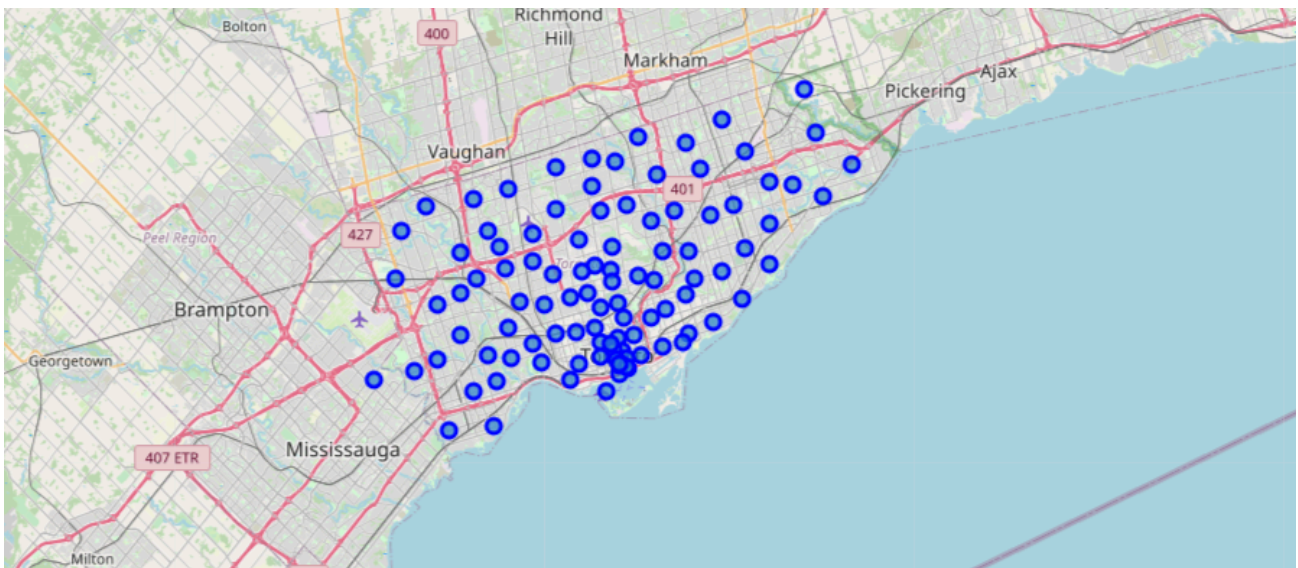 Richmond
Hill
Bolton
400
Markham
Ajax
Pickering
Vaughan
401
427
Peel Region
Brampton
Georgetown
Mississauga
407 ETR
Milton